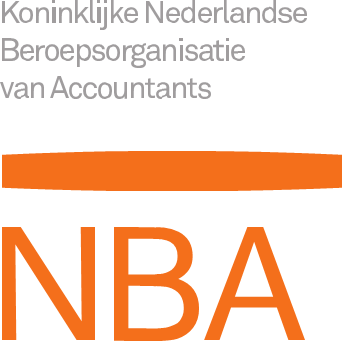 Koninklijke Nederlandse
Beroepsorganisatie
van Accountants
NBA